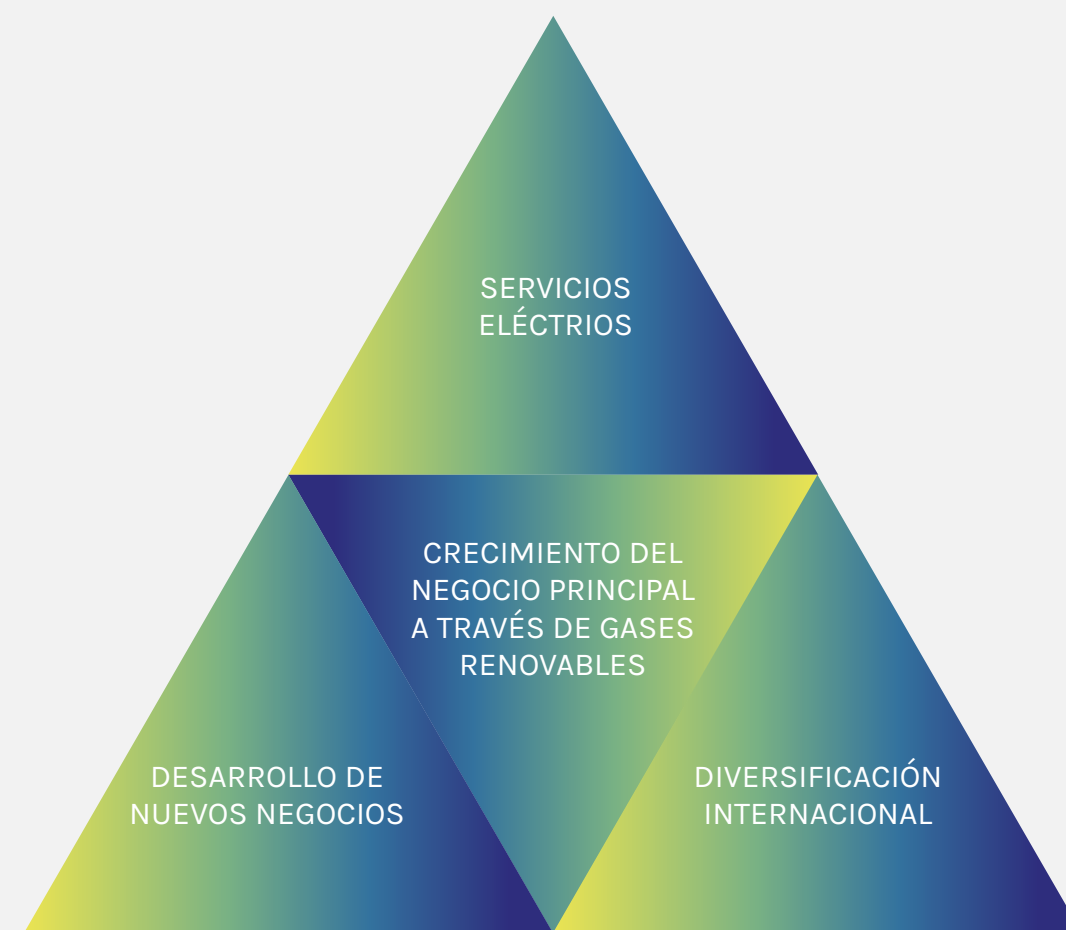 SERVICIOS
ELÉCTRIOS
CRECIMIENTO DEL
NEGOCIO PRINCIPAL
A TRAVÉS DE GASES
RENOVABLES
DESARROLLO DE
NUEVOS NEGOCIOS
DIVERSIFICACIÓN
INTERNACIONAL